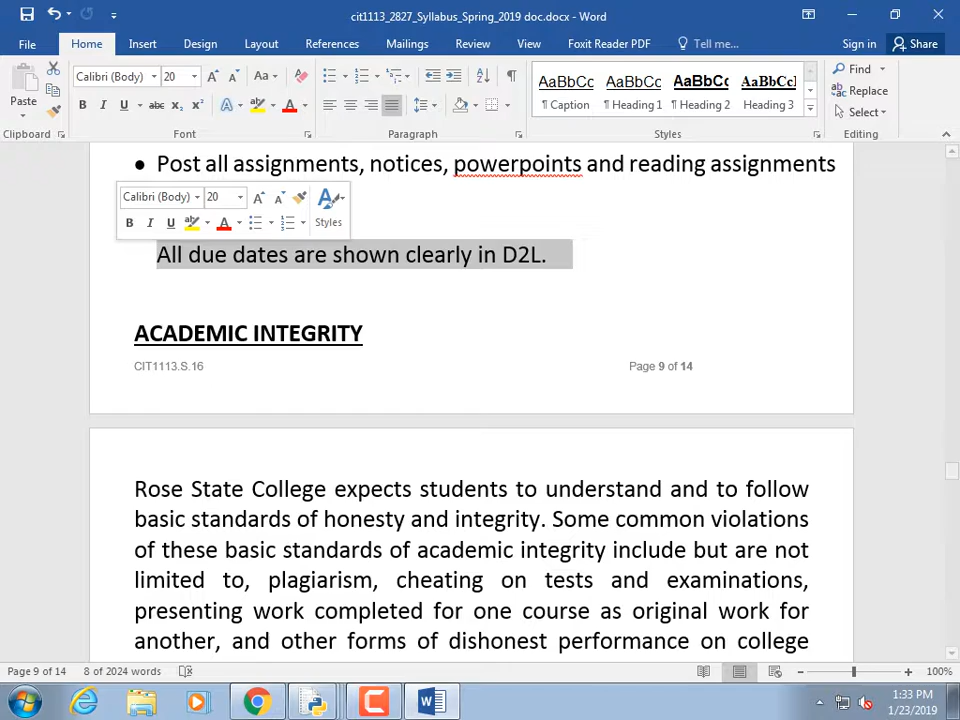 cit1113_2827_Syllabus_Spring_2019 doc.docx - Word
File Home Insert Design Layout References Mailings Review View Foxit Reader PDF Tell me... Sign in Share
Paste
Calibri (Body) 20 Aa
B I U abc x₂ x² A A
Clipboard Font Paragraph Styles Editing
AaBbCc AaBbCc AaBbCc AaBbCcI
¶ Caption ¶ Heading 1 ¶ Heading 2 Heading 3
Find
Replace
Select
• Post all assignments, notices, powerpoints and reading assignments
Calibri (Body) 20
B I U A Styles
All due dates are shown clearly in D2L.
ACADEMIC INTEGRITY
CIT1113.S.16 Page 9 of 14
Rose State College expects students to understand and to follow
basic standards of honesty and integrity. Some common violations
of these basic standards of academic integrity include but are not
limited to, plagiarism, cheating on tests and examinations,
presenting work completed for one course as original work for
another, and other forms of dishonest performance on college
Page 9 of 14 8 of 2024 words 100%
1:33 PM
1/23/2019